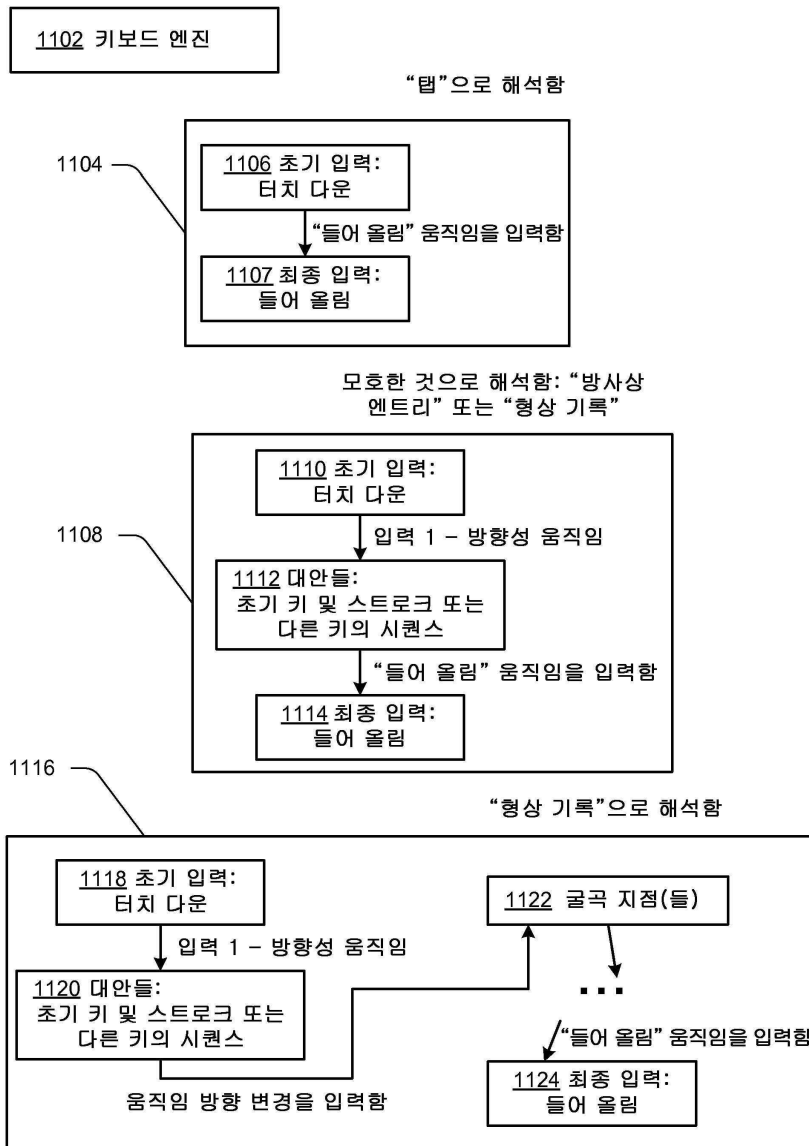 1102 키보드 엔진
“탭”으로 해석함
1104
1106 초기 입력:
터치 다운
“들어 올림” 움직임을 입력함
1107 최종 입력:
들어 올림
모호한 것으로 해석함: “방사상
엔트리” 또는 “형상 기록”
1108
1110 초기 입력:
터치 다운
입력 1 – 방향성 움직임
1112 대안들:
초기 키 및 스트로크 또는
다른 키의 시퀀스
“들어 올림” 움직임을 입력함
1114 최종 입력:
들어 올림
1116
“형상 기록”으로 해석함
1118 초기 입력:
터치 다운
입력 1 – 방향성 움직임
1120 대안들:
초기 키 및 스트로크 또는
다른 키의 시퀀스
움직임 방향 변경을 입력함
1122 굴곡 지점(들)
...
“들어 올림” 움직임을 입력함
1124 최종 입력:
들어 올림